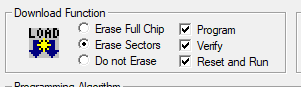 Download Function
LOAD
Erase Full Chip
Program
Erase Sectors
Verify
Do not Erase
Reset and Run
Programming Algorithm